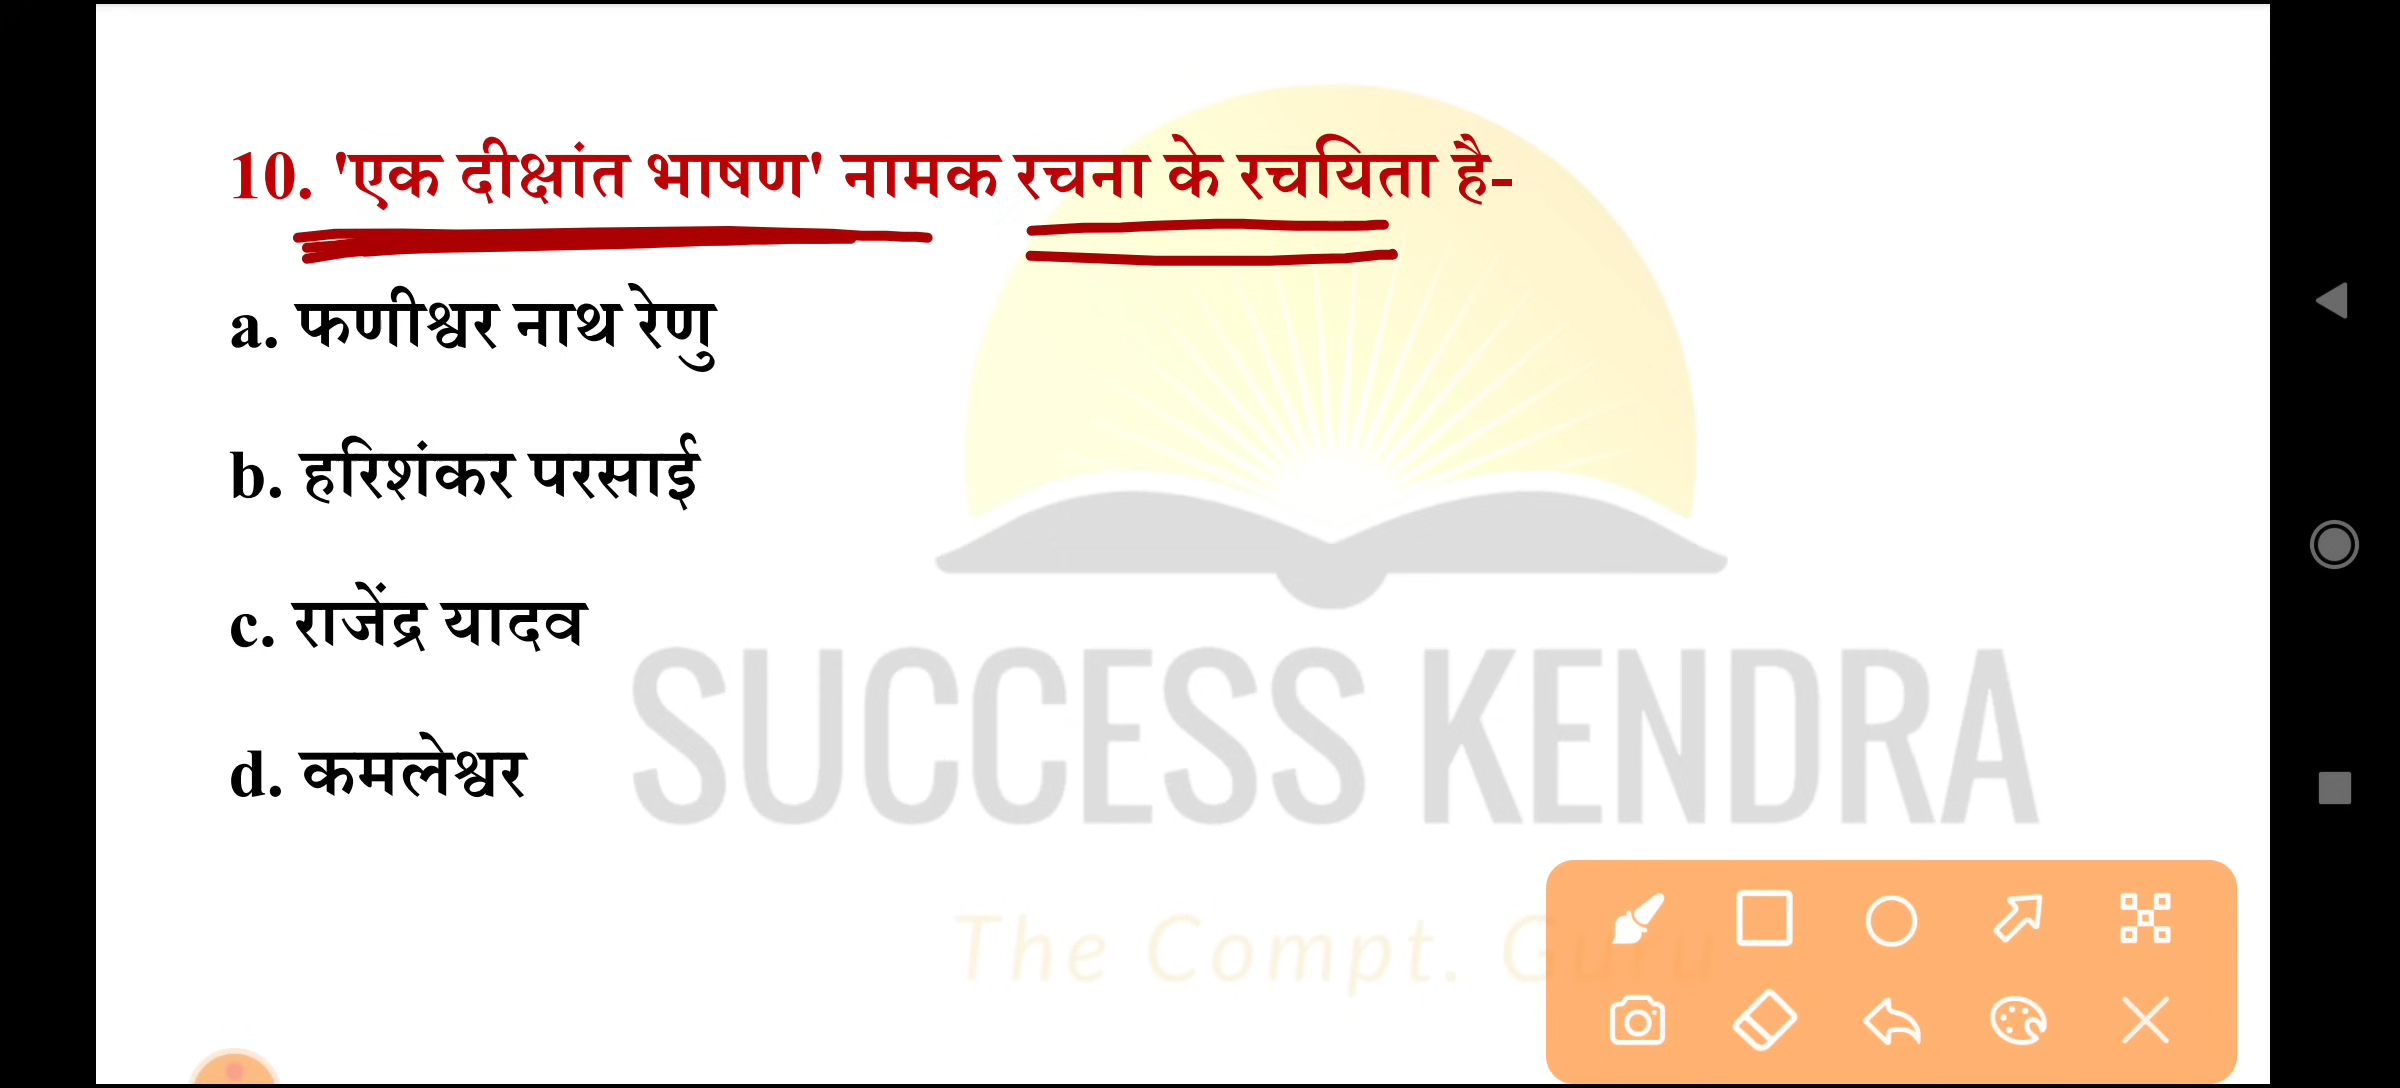 10. 'एक दीक्षांत भाषण' नामक रचना के रचयिता है-
a. फणीश्वर नाथ रेणु
b. हरिशंकर परसाई
c. राजेंद्र यादव
d. कमलेश्वर
SUCCESS KENDRA
The Compt. Guru